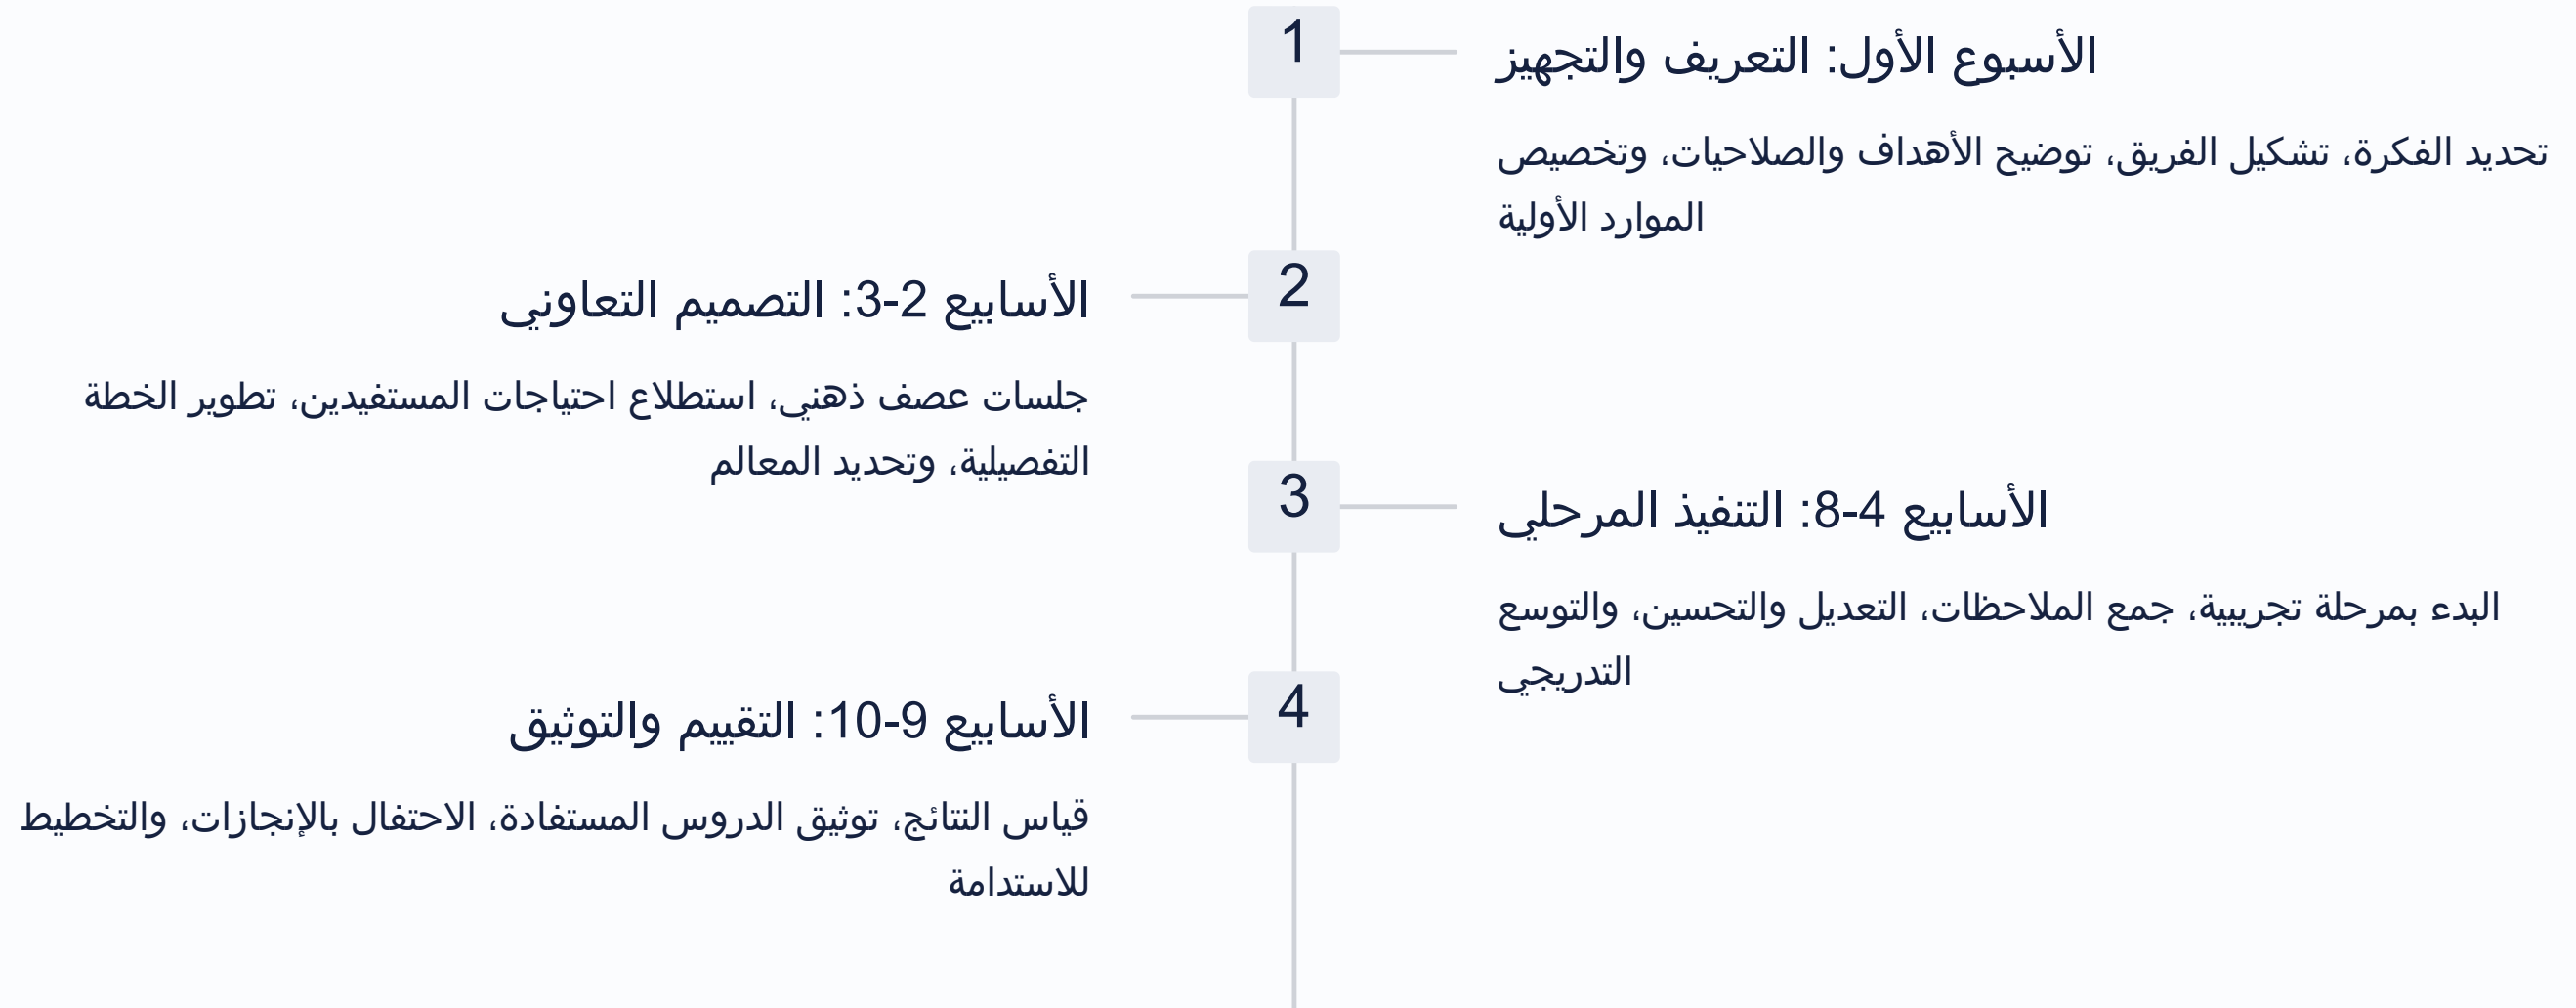 1
الأسبوع الأول: التعريف والتجهيز
تحديد الفكرة، تشكيل الفريق، توضيح الأهداف والصلاحيات، وتخصيص
الموارد الأولية
2
الأسابيع 2-3: التصميم التعاوني
جلسات عصف ذهني، استطلاع احتياجات المستفيدين، تطوير الخطة
التفصيلية، وتحديد المعالم
3
الأسابيع 4-8: التنفيذ المرحلي
البدء بمرحلة تجريبية، جمع الملاحظات، التعديل والتحسين، والتوسع
التدريجي
4
الأسابيع 9-10: التقييم والتوثيق
قياس النتائج، توثيق الدروس المستفادة، الاحتفال بالإنجازات، والتخطيط
للاستدامة